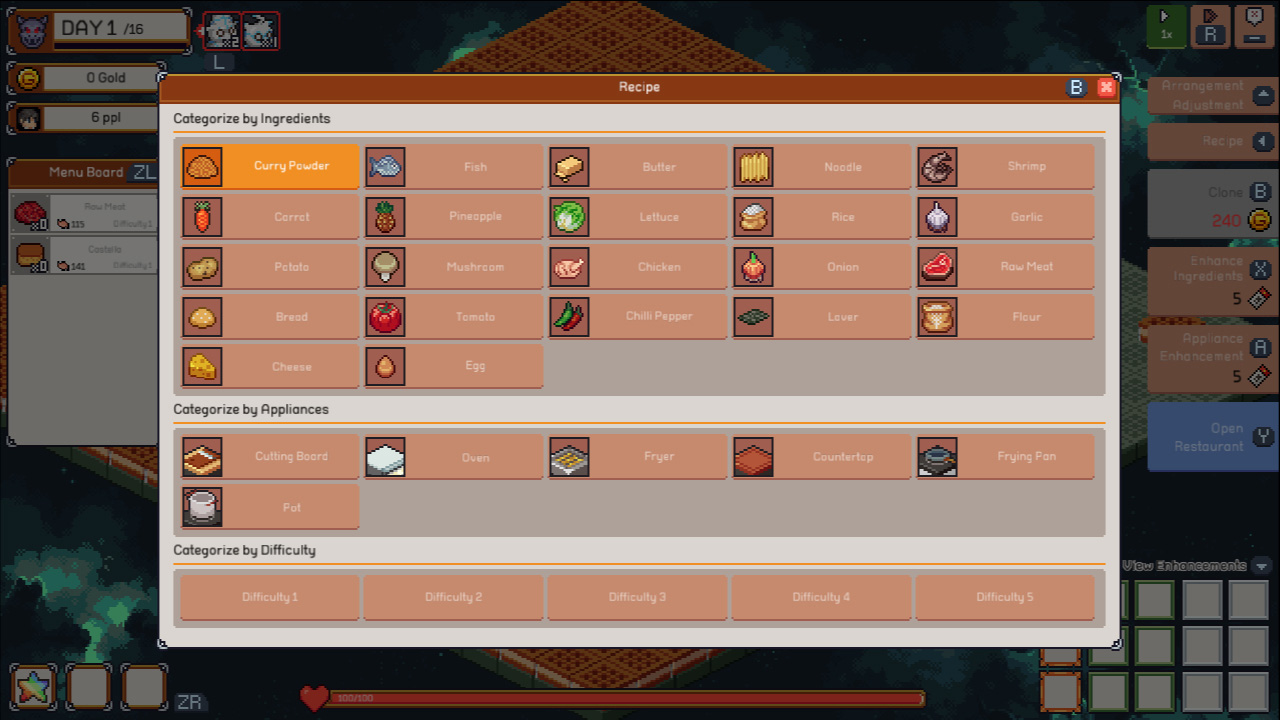 DAY 1 /16
L
1x
R
0 Gold
6 ppl
Recipe
B
Arrangement
Adjustment
Recipe
Menu Board ZL
Raw Meat
x0 115 Difficulty 1
Castella
x0 141 Difficulty 1
Clone B
240
Enhance
Ingredients X
5
Appliance
Enhancement A
5
Open
Restaurant Y
Categorize by Ingredients
Curry Powder Fish Butter Noodle Shrimp
Carrot Pineapple Lettuce Rice Garlic
Potato Mushroom Chicken Onion Raw Meat
Bread Tomato Chilli Pepper Laver Flour
Cheese Egg
Categorize by Appliances
Cutting Board Oven Fryer Countertop Frying Pan
Pot
Categorize by Difficulty
Difficulty 1 Difficulty 2 Difficulty 3 Difficulty 4 Difficulty 5
View Enhancements
ZR
100/100